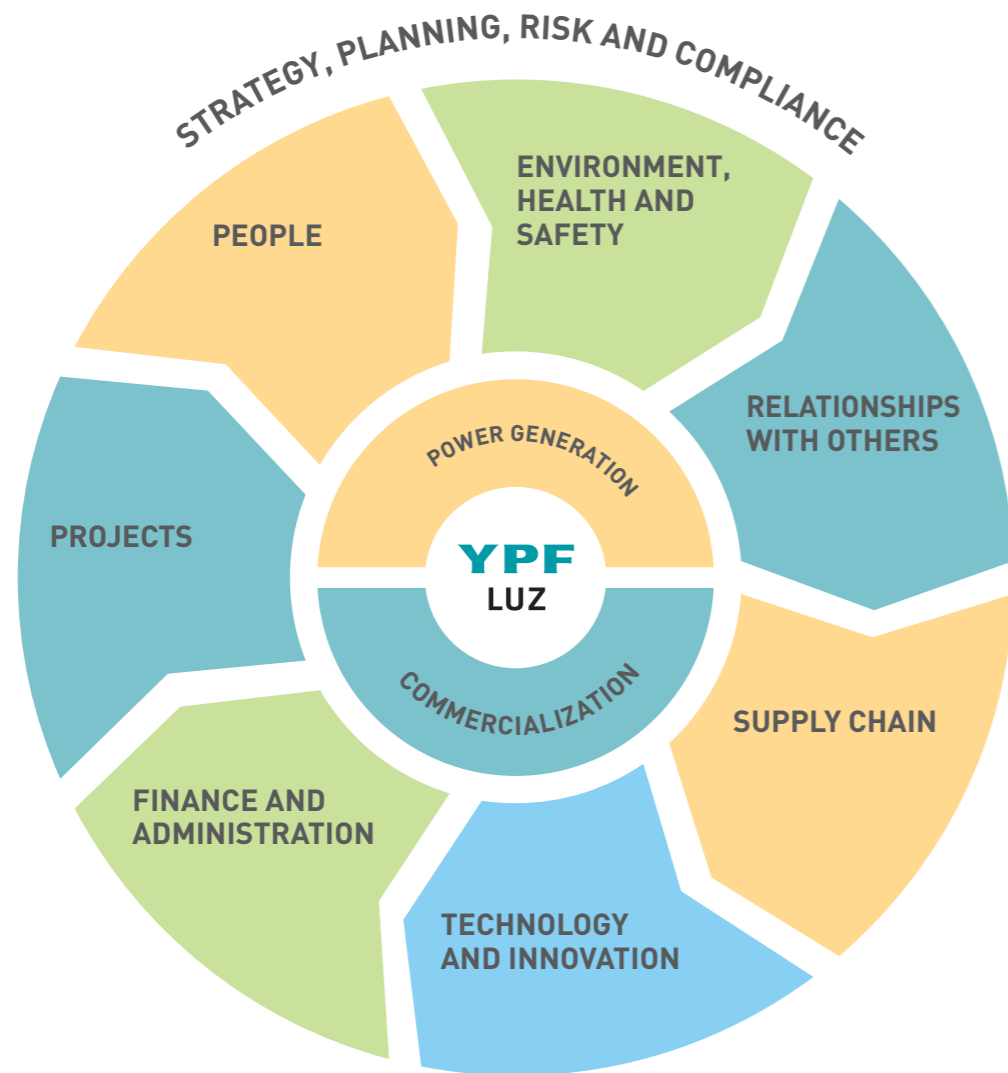 STRATEGY, PLANNING, RISK AND COMPLIANCE
ENVIRONMENT,
HEALTH AND
SAFETY
PEOPLE
RELATIONSHIPS
WITH OTHERS
POWER GENERATION
PROJECTS
YPF
LUZ
COMMERCIALIZATION
SUPPLY CHAIN
FINANCE AND
ADMINISTRATION
TECHNOLOGY
AND INNOVATION